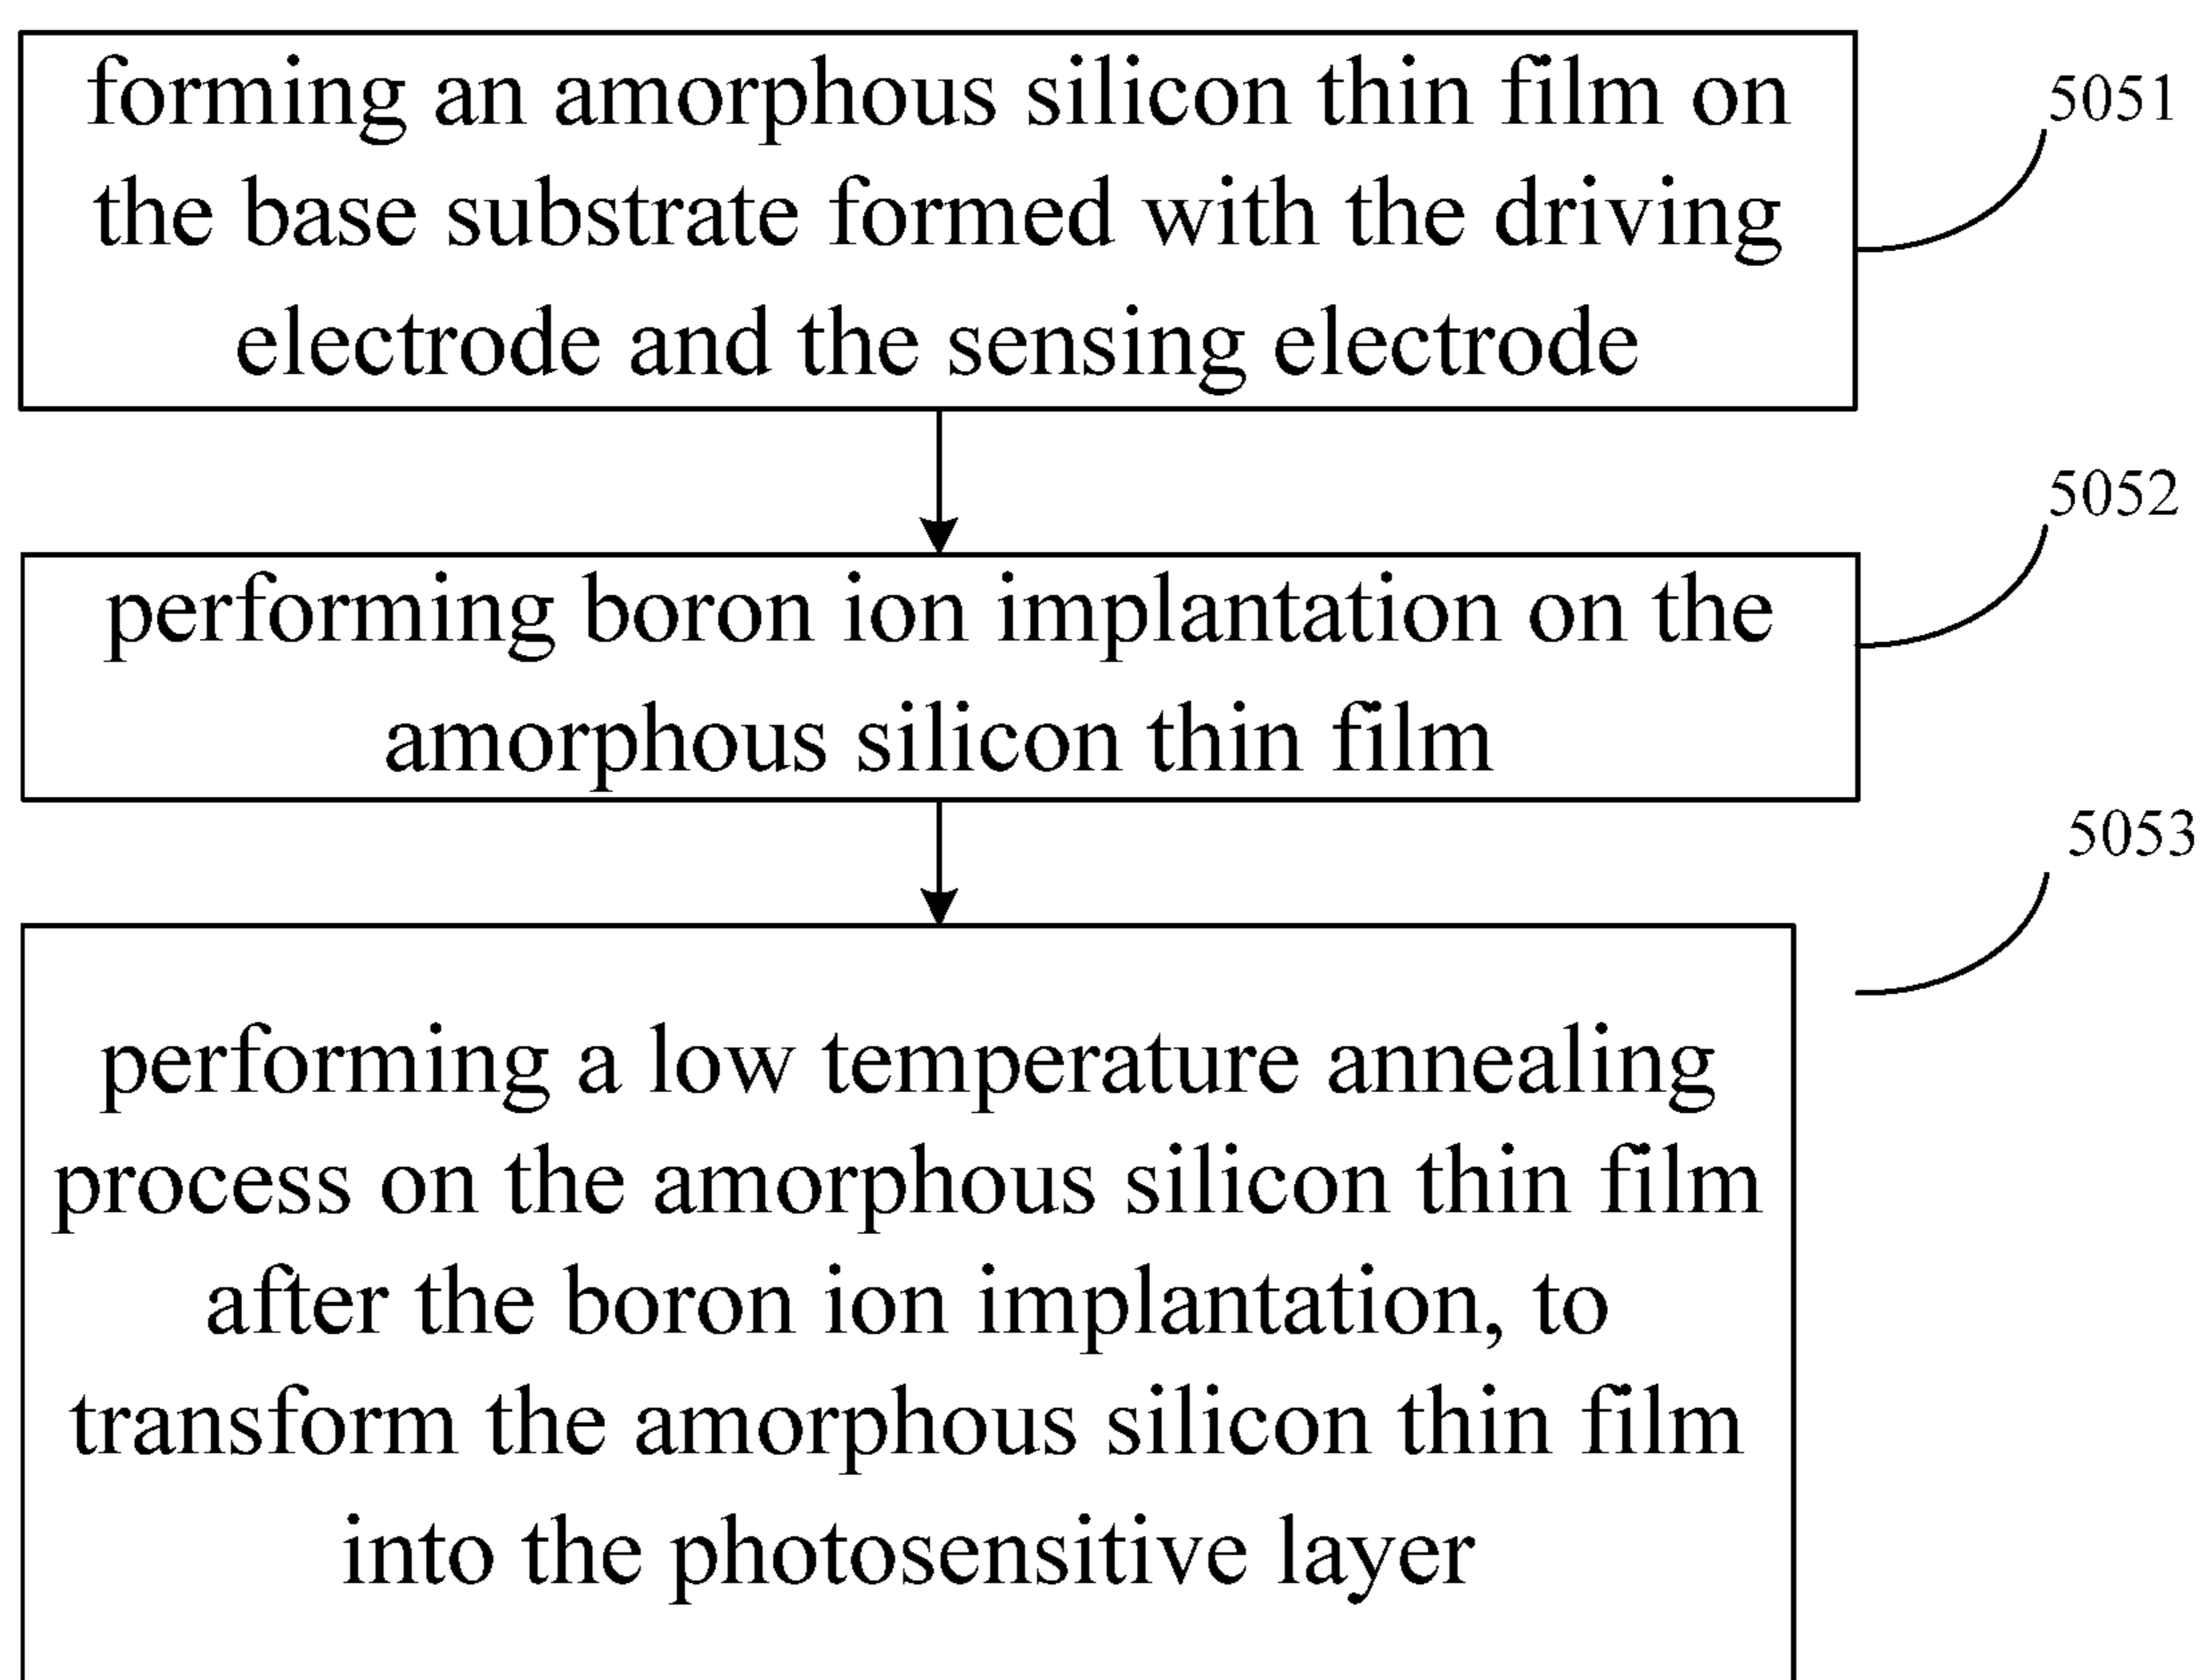 forming an amorphous silicon thin film on
the base substrate formed with the driving
electrode and the sensing electrode
5051
performing boron ion implantation on the
amorphous silicon thin film
5052
performing a low temperature annealing
process on the amorphous silicon thin film
after the boron ion implantation, to
transform the amorphous silicon thin film
into the photosensitive layer
5053